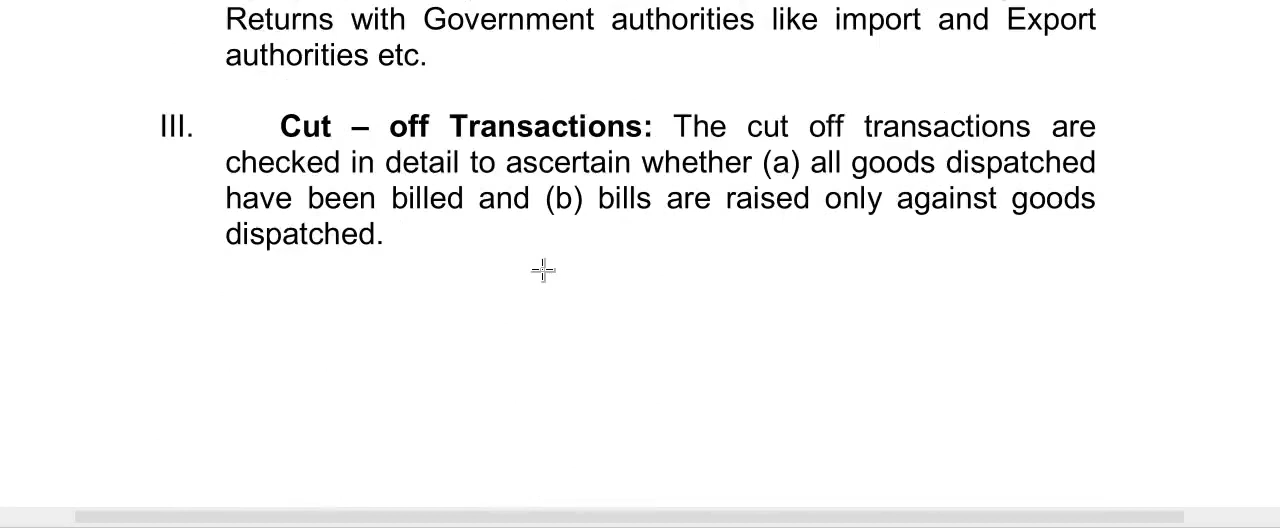 Returns with Government authorities like import and Export
authorities etc.
III. Cut – off Transactions: The cut off transactions are
checked in detail to ascertain whether (a) all goods dispatched
have been billed and (b) bills are raised only against goods
dispatched.